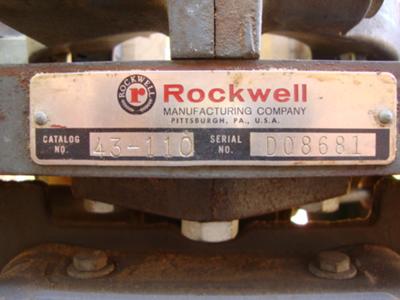 ROCKWELL
r
Rockwell
MANUFACTURING COMPANY
PITTSBURGH, PA., U.S.A.
CATALOG NO. 43-110 SERIAL NO. D08681